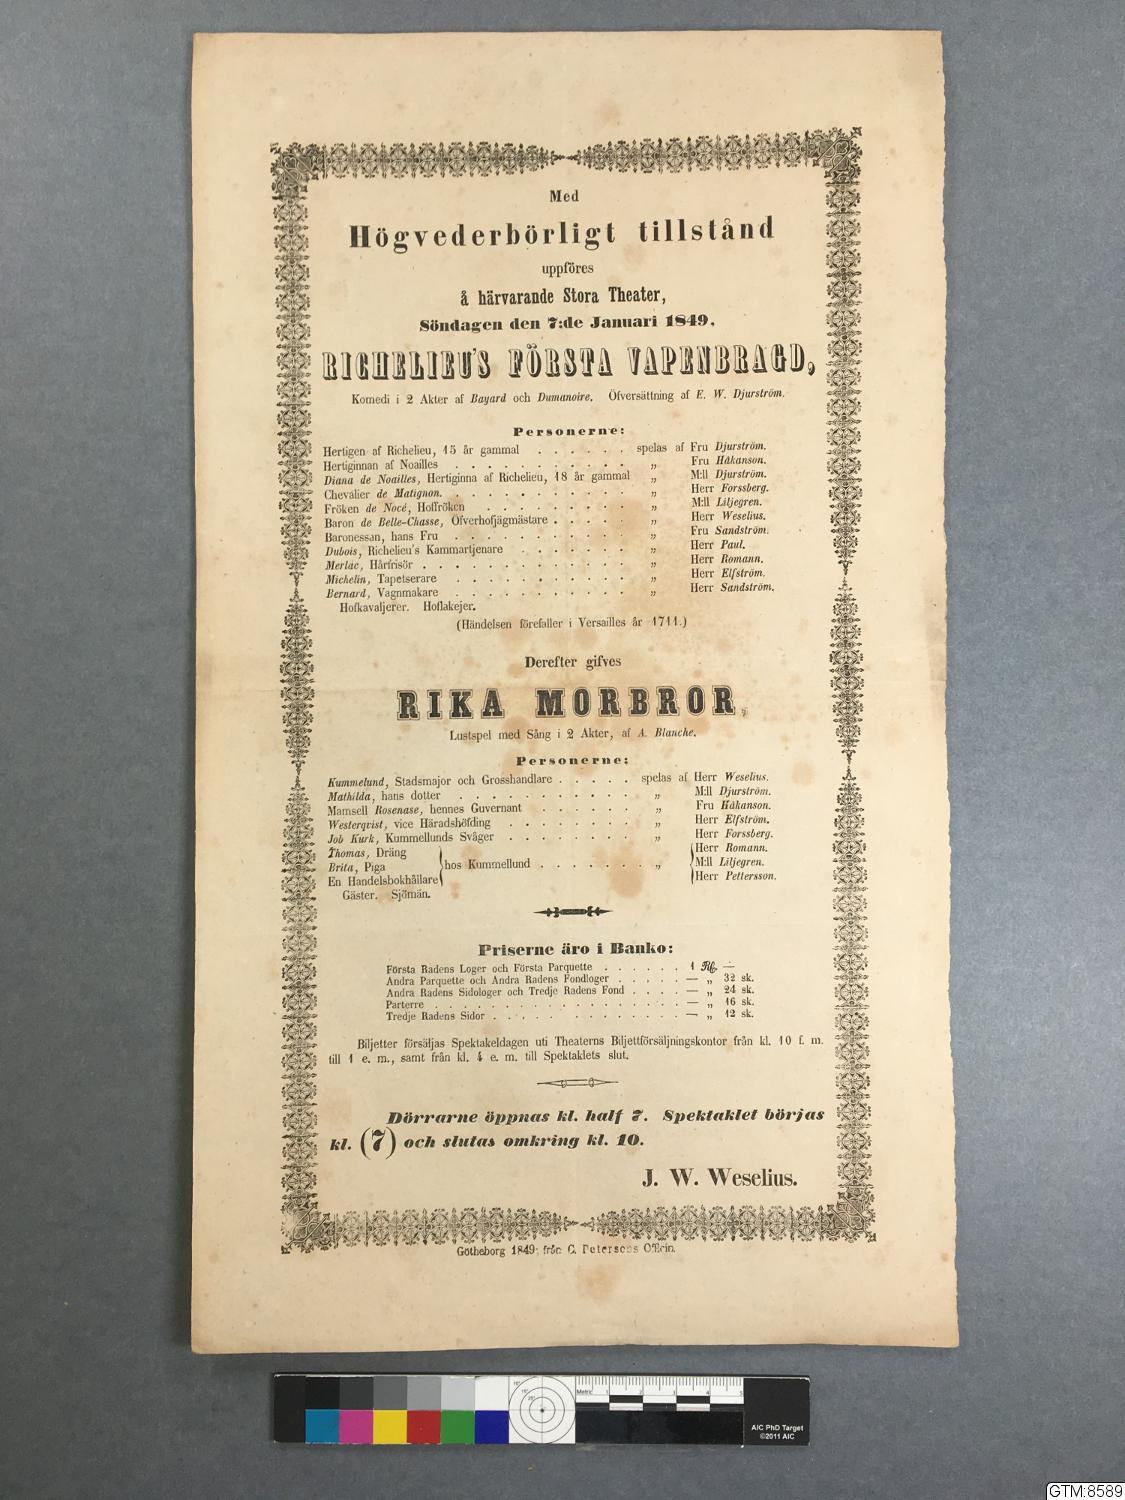 Med
Högvederbörligt tillstånd
uppföres
å härvarande Stora Theater,
Söndagen den 7:de Januari 1849.
RICHELIEU'S FÖRSTA VAPENBRAGD,
Komedi i 2 Akter af Bayard och Dumanoire. Öfversättning af E. W. Djurström.
Personerne:
Hertigen af Richelieu, 15 år gammal . . . . . . spelas af Fru Djurström.
Hertiginnan af Noailles . . . . . . . . . . . „ Fru Håkanson.
Diana de Noailles, Hertiginna af Richelieu, 18 år gammal „ M:ll Djurström.
Chevalier de Matignon. . . . . . . . . . . . „ Herr Forssberg.
Fröken de Nocé, Hoffröken . . . . . . . . . „ M:ll Liljegren.
Baron de Belle-Chasse, Öfverhofjägmästare . . . . . „ Herr Weselius.
Baronessan, hans Fru . . . . . . . . . . . „ Fru Sandström.
Dubois, Richelieu's Kammartjenare . . . . . . . „ Herr Paul.
Merlac, Hårfrisör . . . . . . . . . . . . . „ Herr Romann.
Michelin, Tapetserare . . . . . . . . . . . „ Herr Elfström.
Bernard, Vagnmakare . . . . . . . . . . . „ Herr Sandström.
Hofkavaljerer. Hoflakejer.
(Händelsen förefaller i Versailles år 1711.)
Derefter gifves
RIKA MORBROR,
Lustspel med Sång i 2 Akter, af A. Blanche.
Personerne:
Kummelund, Stadsmajor och Grosshandlare . . . . . spelas af Herr Weselius.
Mathilda, hans dotter . . . . . . . . . . . „ M:ll Djurström.
Mamsell Rosenase, hennes Guvernant . . . . . . „ Fru Håkanson.
Westerqvist, vice Häradshöfding . . . . . . . . „ Herr Elfström.
Job Kurk, Kummellunds Svåger . . . . . . . . „ Herr Forssberg.
Thomas, Dräng Herr Romann.
Brita, Piga hos Kummellund . . . . . . . „ M:ll Liljegren.
En Handelsbokhållare Herr Pettersson.
Gäster. Sjömän.
Priserne äro i Banko:
Första Radens Loger och Första Parquette . . . . . . 1 Rdr. —
Andra Parquette och Andra Radens Fondloger . . . . . — „ 32 sk.
Andra Radens Sidologer och Tredje Radens Fond . . . . — „ 24 sk.
Parterre . . . . . . . . . . . . . . . . . — „ 16 sk.
Tredje Radens Sidor . . . . . . . . . . . . . — „ 12 sk.
Biljetter försäljas Spektakeldagen uti Theaterns Biljettförsäljningskontor från kl. 10 f. m.
till 1 e. m., samt från kl. 4 e. m. till Spektaklets slut.
Dörrarne öppnas kl. half 7. Spektaklet börjas
kl. (7) och slutas omkring kl. 10.
J. W. Weselius.
Götheborg 1849; från C. Petersons Offcin.
Metric 1 2 3 4 5
AIC PhD Target
©2011 AIC
GTM:8589